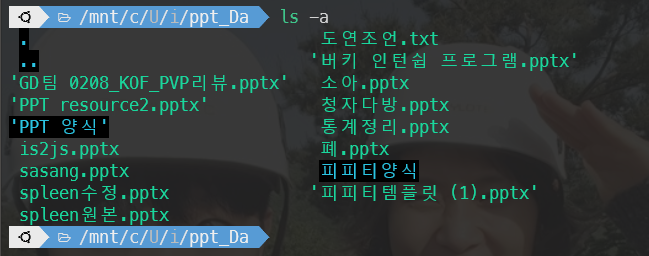 /mnt/c/U/i/ppt_Da ls -a
. 도연조언.txt
.. '버키 인턴쉽 프로그램.pptx'
'GD팀 0208_KOF_PVP리뷰.pptx' 소아.pptx
'PPT resource2.pptx' 청자다방.pptx
'PPT 양식' 통계정리.pptx
is2js.pptx 폐.pptx
sasang.pptx 피피티양식
spleen수정.pptx '피피티템플릿 (1).pptx'
spleen원본.pptx
/mnt/c/U/i/ppt_Da